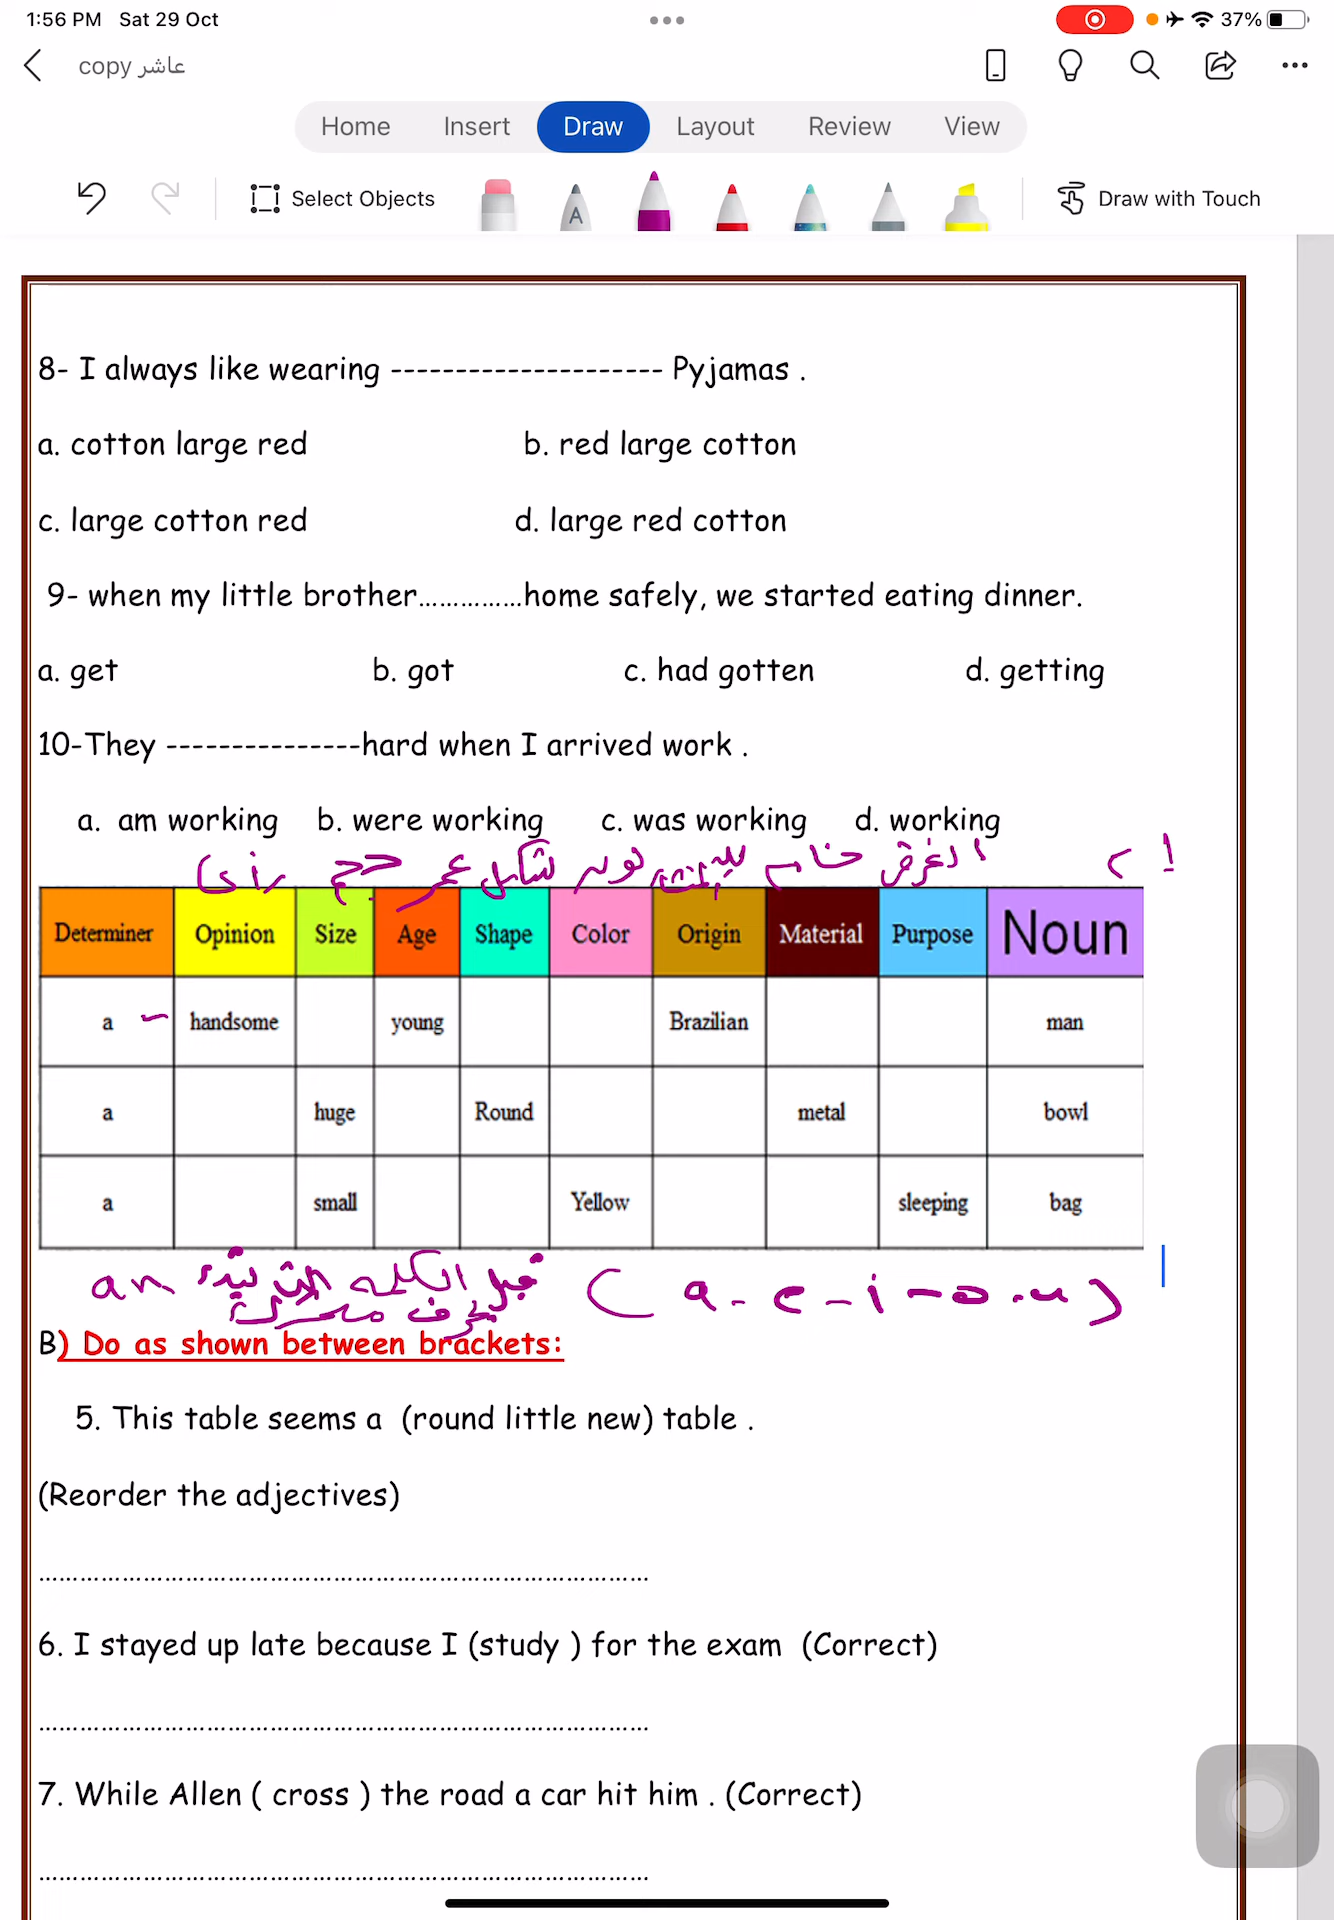 1:56 PM Sat 29 Oct 37%
copy عاشر
Home Insert Draw Layout Review View
Select Objects A Draw with Touch
8- I always like wearing --------------------- Pyjamas .
a. cotton large red b. red large cotton
c. large cotton red d. large red cotton
9- when my little brother...............home safely, we started eating dinner.
a. get b. got c. had gotten d. getting
10-They ---------------hard when I arrived work .
a. am working b. were working c. was working d. working
رأي حجم عمر شكل لون خام الغرض
Determiner Opinion Size Age Shape Color Origin Material Purpose Noun
a handsome young Brazilian man
a huge Round metal bowl
a small Yellow sleeping bag
an قبل الكلمه ( a - e - i - o - u )
B) Do as shown between brackets:
5. This table seems a (round little new) table .
(Reorder the adjectives)
................................................................................
6. I stayed up late because I (study ) for the exam (Correct)
................................................................................
7. While Allen ( cross ) the road a car hit him . (Correct)
................................................................................